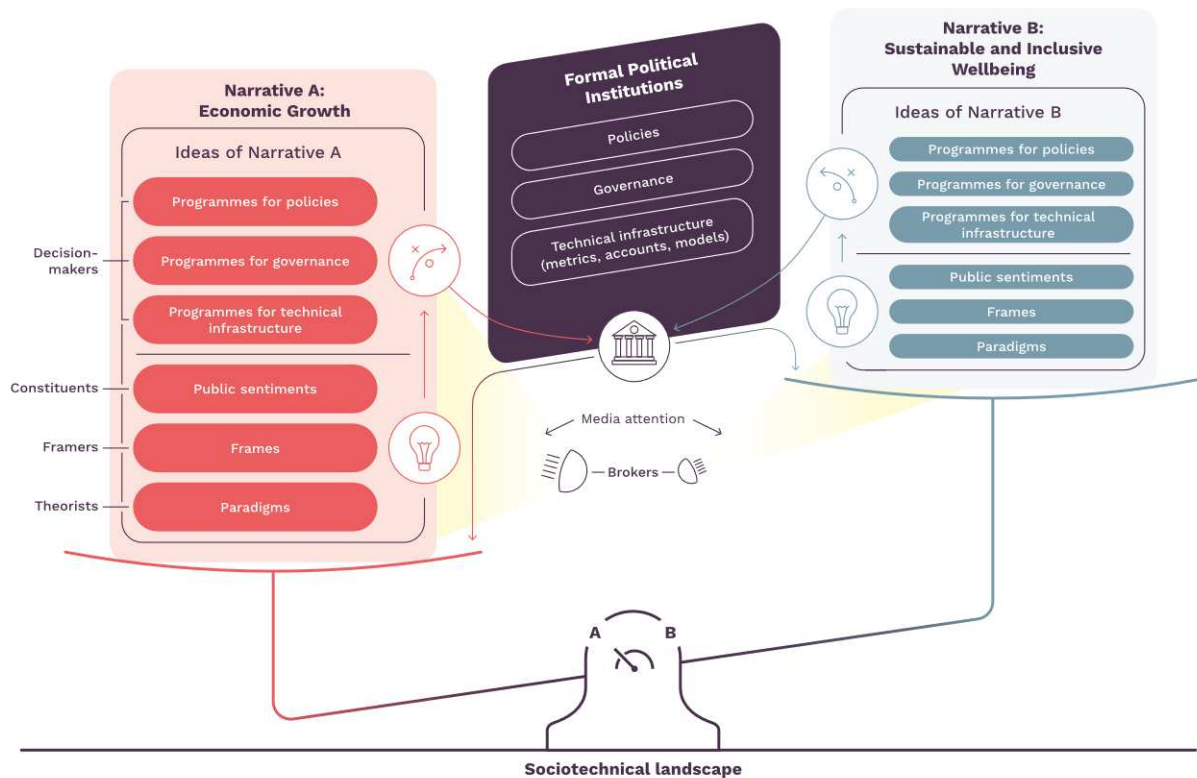 Narrative A:
Economic Growth
Ideas of Narrative A
Programmes for policies
Programmes for governance
Programmes for technical
infrastructure
Public sentiments
Frames
Paradigms
Decision-
makers
Constituents
Framers
Theorists
Formal Political
Institutions
Policies
Governance
Technical infrastructure
(metrics, accounts, models)
Media attention
Brokers
Narrative B:
Sustainable and Inclusive
Wellbeing
Ideas of Narrative B
Programmes for policies
Programmes for governance
Programmes for technical
infrastructure
Public sentiments
Frames
Paradigms
A B
Sociotechnical landscape